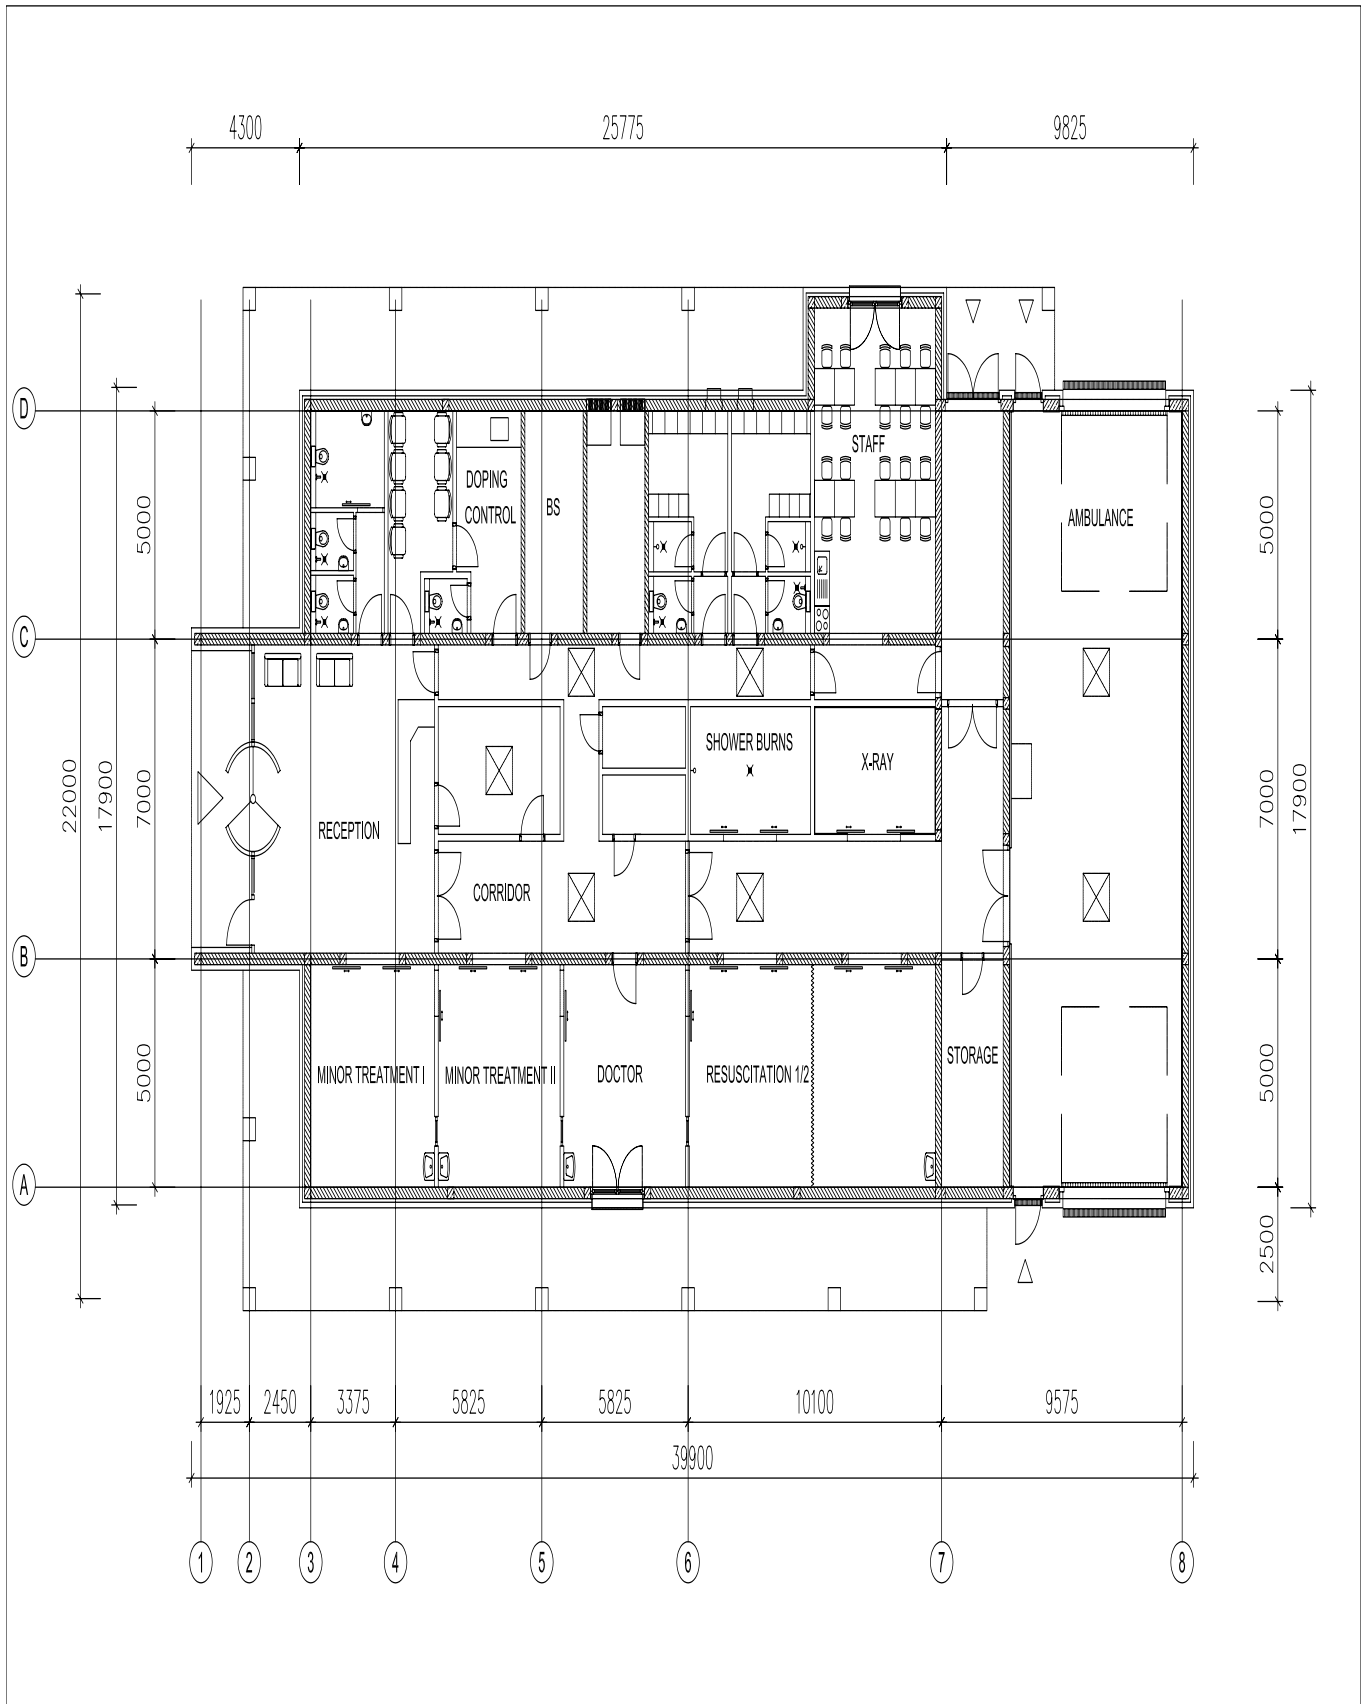 4300
25775
9825
D
STAFF
DOPING
CONTROL
BS
AMBULANCE
5000
5000
C
SHOWER BURNS
X-RAY
RECEPTION
22000
17900
7000
7000
17900
CORRIDOR
B
MINOR TREATMENT I
MINOR TREATMENT II
DOCTOR
RESUSCITATION 1/2
STORAGE
5000
5000
A
2500
1925
2450
3375
5825
5825
10100
9575
39900
1
2
3
4
5
6
7
8